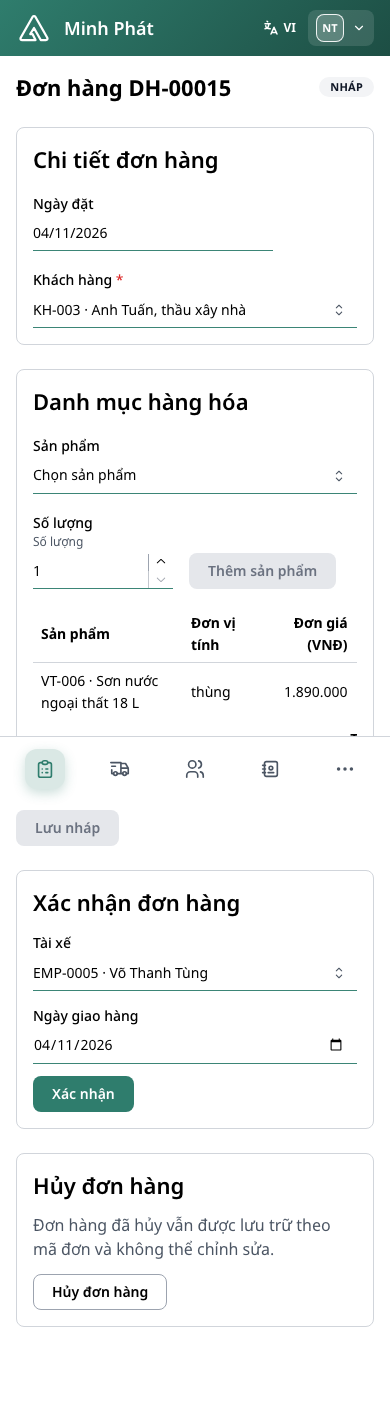 Minh Phát
VI
NT
Đơn hàng DH-00015
NHÁP
Chi tiết đơn hàng
Ngày đặt
04/11/2026
Khách hàng *
KH-003 · Anh Tuấn, thầu xây nhà
Danh mục hàng hóa
Sản phẩm
Chọn sản phẩm
Số lượng
Số lượng
1
Thêm sản phẩm
Sản phẩm
Đơn vị tính
Đơn giá (VNĐ)
VT-006 · Sơn nước
ngoại thất 18 L
thùng
1.890.000
Lưu nháp
Xác nhận đơn hàng
Tài xế
EMP-0005 · Võ Thanh Tùng
Ngày giao hàng
04/11/2026
Xác nhận
Hủy đơn hàng
Đơn hàng đã hủy vẫn được lưu trữ theo
mã đơn và không thể chỉnh sửa.
Hủy đơn hàng